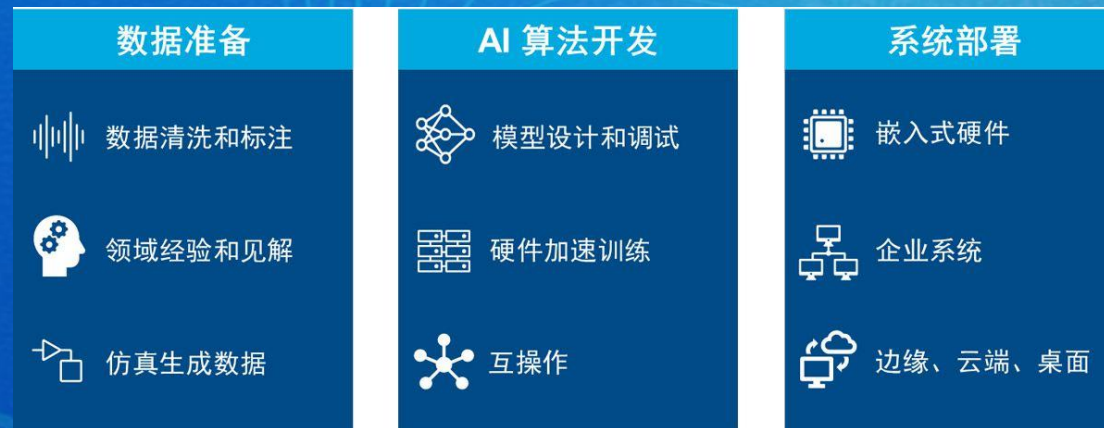 数据准备
数据清洗和标注
领域经验和见解
仿真生成数据
AI 算法开发
模型设计和调试
硬件加速训练
互操作
系统部署
嵌入式硬件
企业系统
边缘、云端、桌面